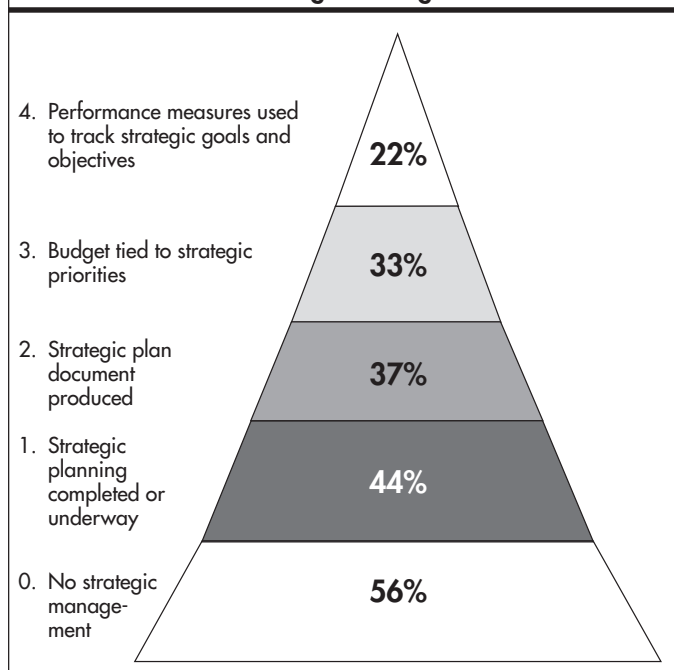 4. Performance measures used
to track strategic goals and
objectives
22%
3. Budget tied to strategic
priorities
33%
2. Strategic plan
document
produced
37%
1. Strategic
planning
completed or
underway
44%
0. No strategic
manage-
ment
56%